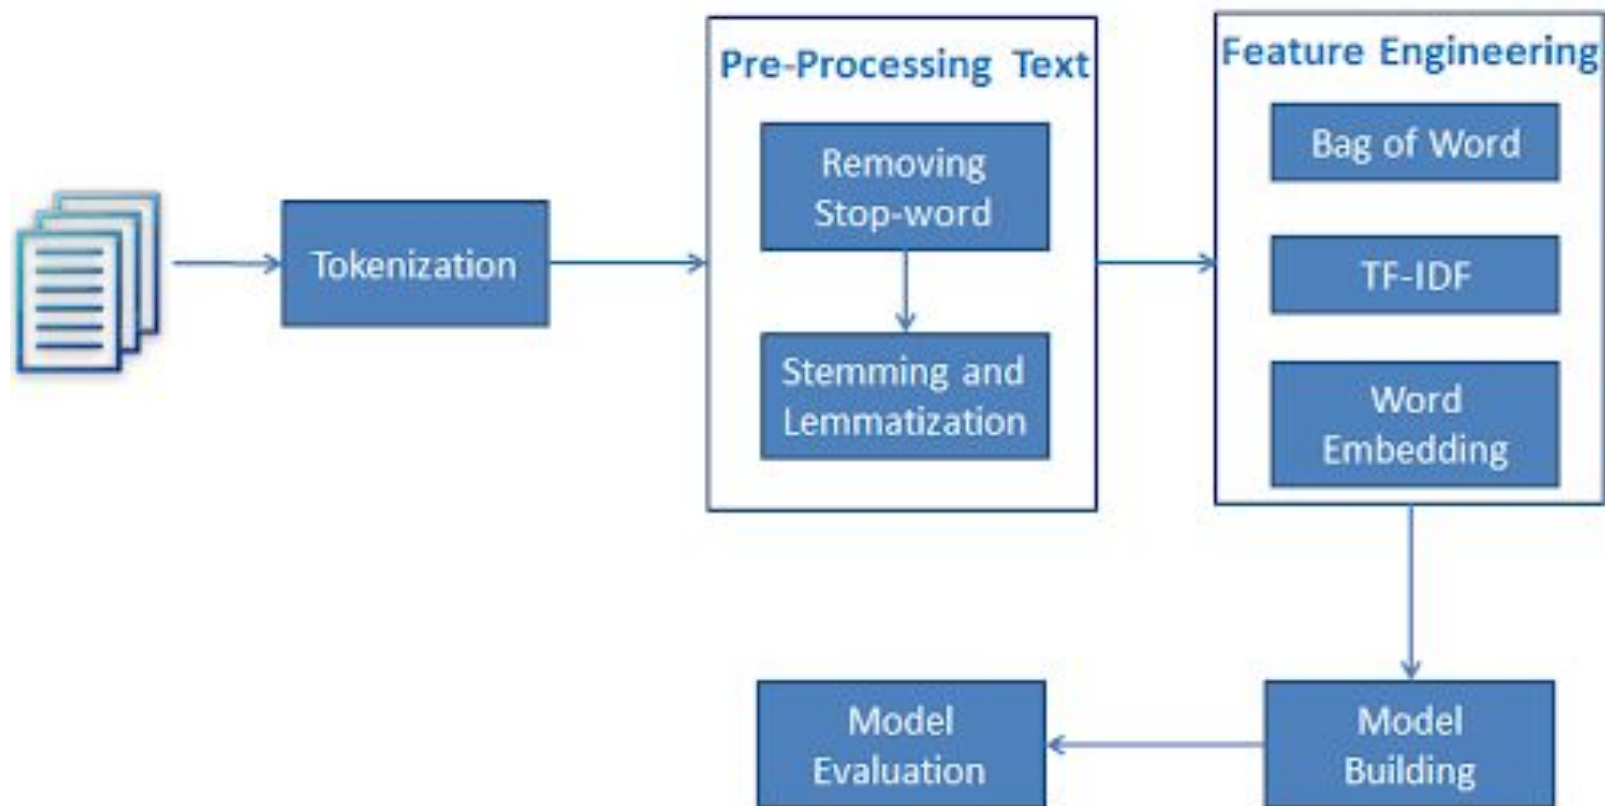 Tokenization
Pre-Processing Text
Removing
Stop-word
Stemming and
Lemmatization
Feature Engineering
Bag of Word
TF-IDF
Word
Embedding
Model
Building
Model
Evaluation